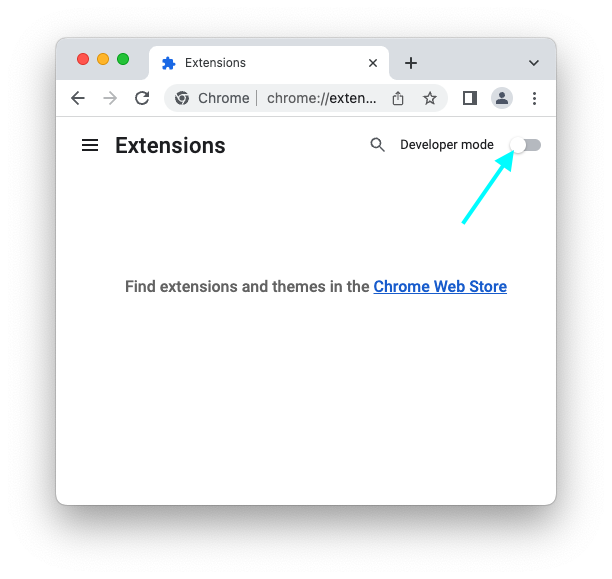 Extensions
Chrome chrome://exten...
Extensions
Developer mode
Find extensions and themes in the Chrome Web Store